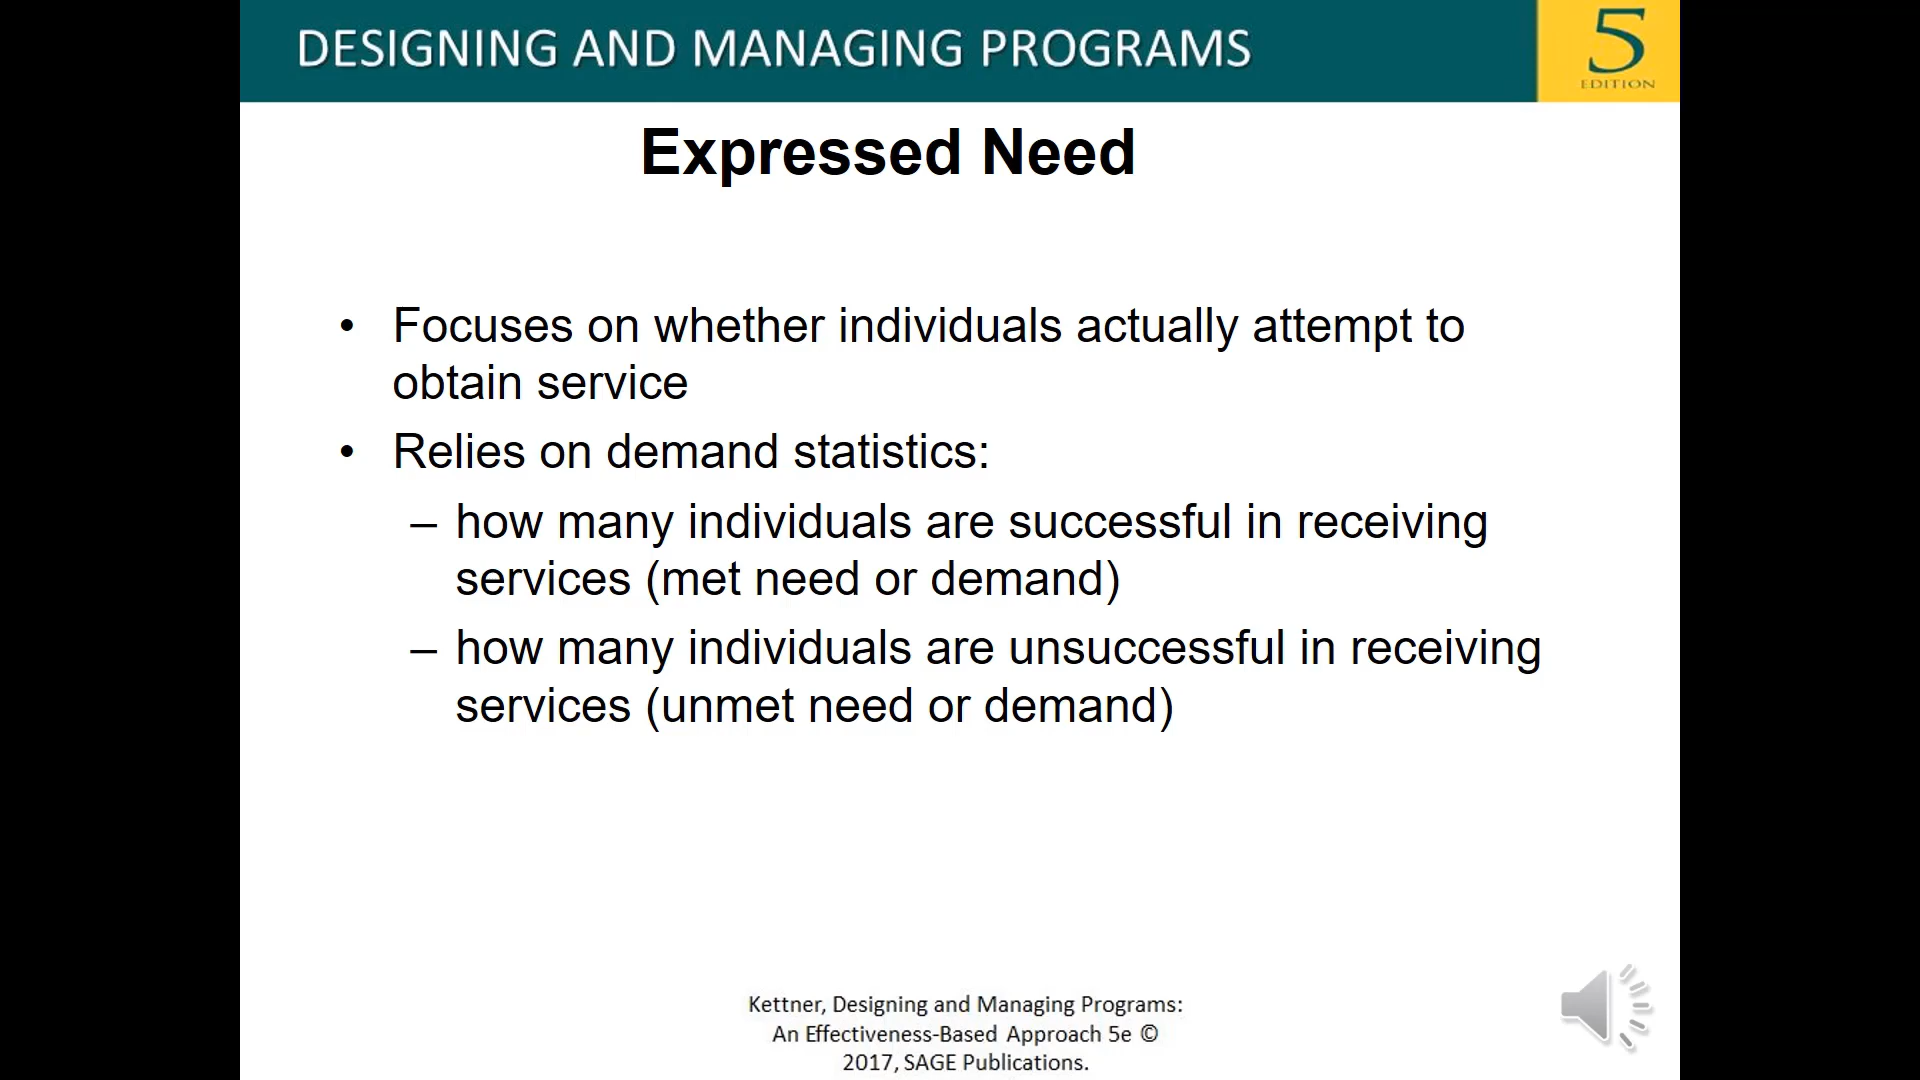 DESIGNING AND MANAGING PROGRAMS
5
EDITION
Expressed Need
• Focuses on whether individuals actually attempt to
obtain service
• Relies on demand statistics:
– how many individuals are successful in receiving
services (met need or demand)
– how many individuals are unsuccessful in receiving
services (unmet need or demand)
Kettner, Designing and Managing Programs:
An Effectiveness-Based Approach 5e ©
2017, SAGE Publications.